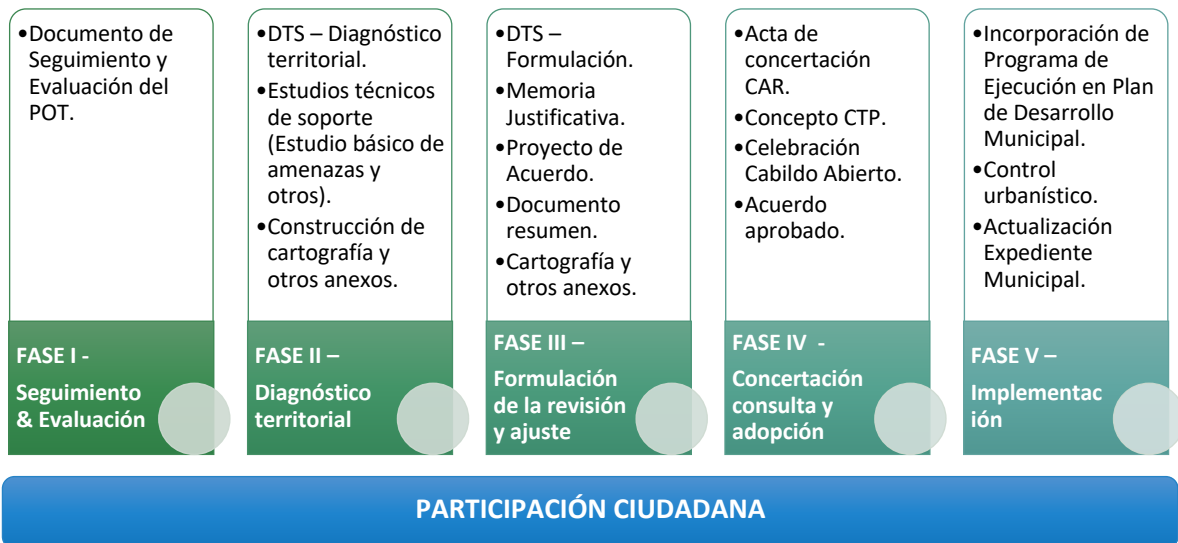 •Documento de
Seguimiento y
Evaluación del
POT.
FASE I -
Seguimiento
& Evaluación
•DTS – Diagnóstico
territorial.
•Estudios técnicos
de soporte
(Estudio básico de
amenazas y
otros).
•Construcción de
cartografía y
otros anexos.
FASE II –
Diagnóstico
territorial
•DTS –
Formulación.
•Memoria
Justificativa.
•Proyecto de
Acuerdo.
•Documento
resumen.
•Cartografía y
otros anexos.
FASE III –
Formulación
de la revisión
y ajuste
•Acta de
concertación
CAR.
•Concepto CTP.
•Celebración
Cabildo Abierto.
•Acuerdo
aprobado.
FASE IV -
Concertación
consulta y
adopción
•Incorporación de
Programa de
Ejecución en Plan
de Desarrollo
Municipal.
•Control
urbanístico.
•Actualización
Expediente
Municipal.
FASE V –
Implementac
ión
PARTICIPACIÓN CIUDADANA